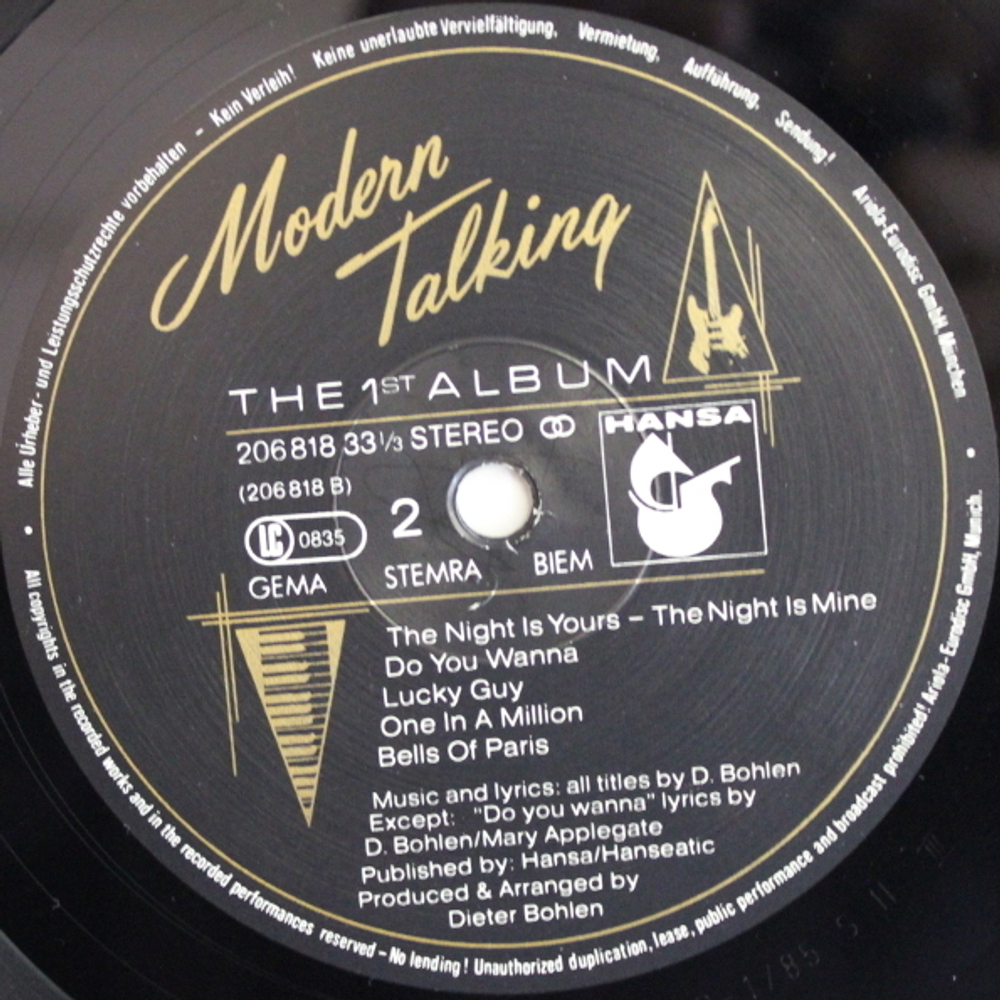 Alle Urheber- und Leistungsschutzrechte vorbehalten – Kein Verleih! Keine unerlaubte Vervielfältigung, Vermietung, Aufführung, Sendung! Ariola-Eurodisc GmbH, München
Modern
Talking
THE 1ST ALBUM
206 818 33 1/3 STEREO
HANSA
(206 818 B)
LC 0835
2
GEMA STEMRA BIEM
The Night Is Yours – The Night Is Mine
Do You Wanna
Lucky Guy
One In A Million
Bells Of Paris
Music and lyrics: all titles by D. Bohlen
Except: "Do you wanna" lyrics by
D. Bohlen/Mary Applegate
Published by: Hansa/Hanseatic
Produced & Arranged by
Dieter Bohlen
All copyrights in the recorded works and in the recorded performances reserved – No lending! Unauthorized duplication, lease, public performance and broadcast prohibited! Ariola-Eurodisc GmbH, Munich.